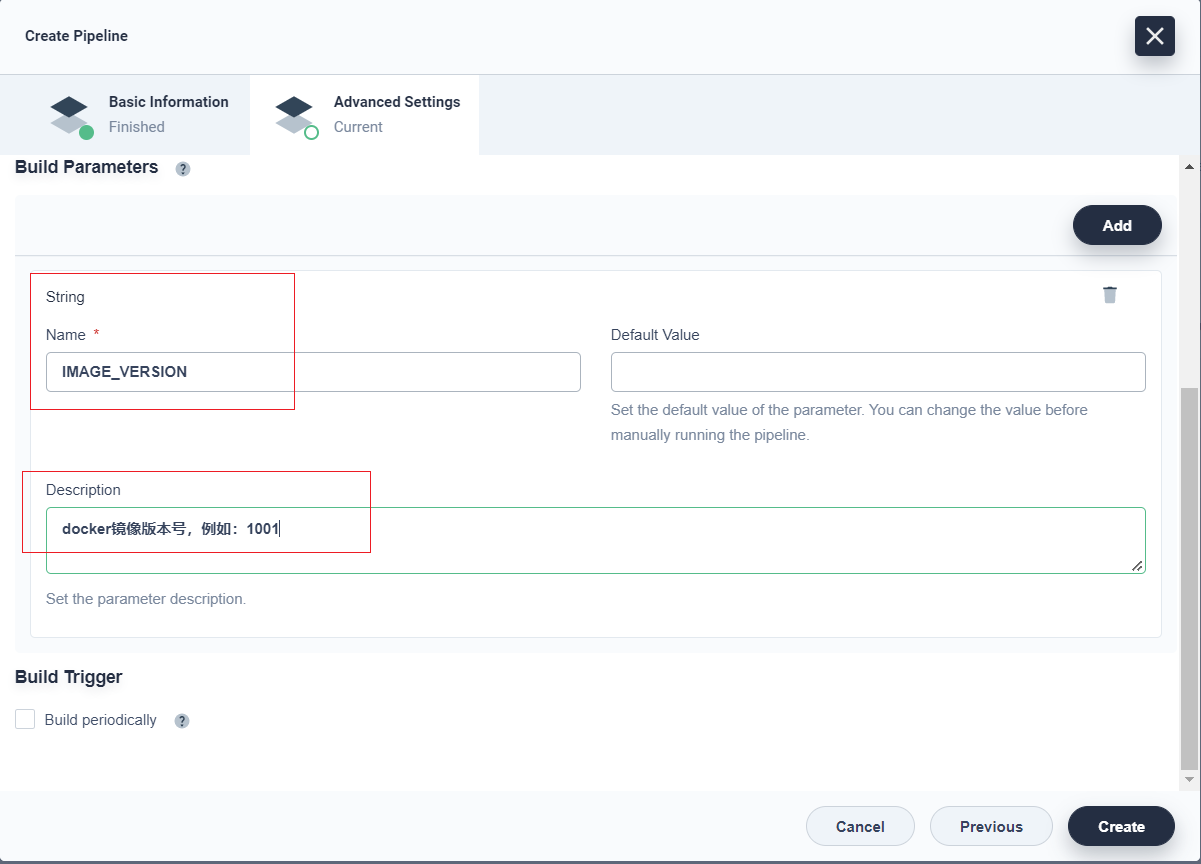 Create Pipeline
Basic Information
Finished
Advanced Settings
Current
Build Parameters ?
Add
String
Name *
IMAGE_VERSION
Default Value
Set the default value of the parameter. You can change the value before
manually running the pipeline.
Description
docker镜像版本号，例如：1001
Set the parameter description.
Build Trigger
Build periodically ?
Cancel
Previous
Create